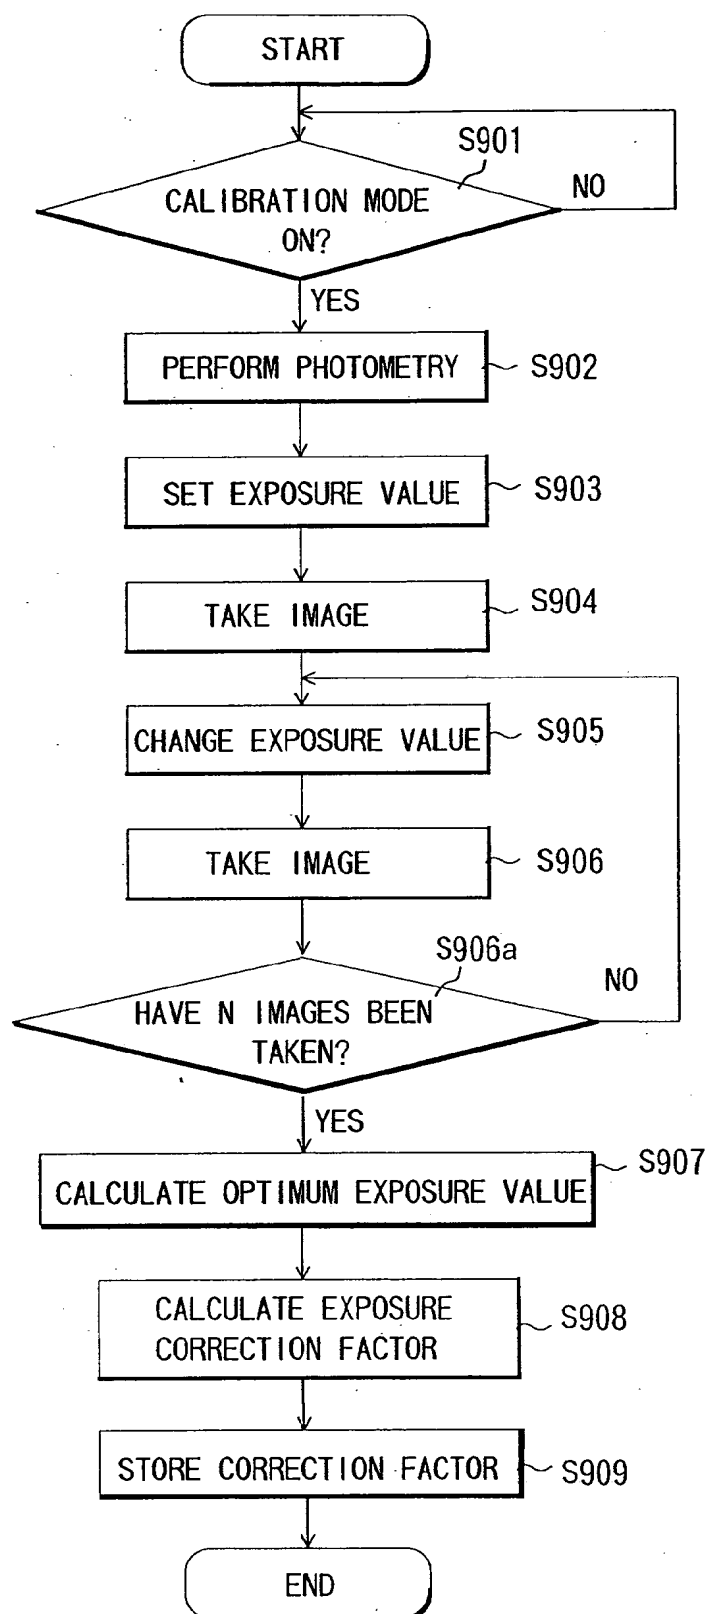 START
S901
CALIBRATION MODE
ON?
NO
YES
PERFORM PHOTOMETRY
S902
SET EXPOSURE VALUE
S903
TAKE IMAGE
S904
CHANGE EXPOSURE VALUE
S905
TAKE IMAGE
S906
S906a
HAVE N IMAGES BEEN
TAKEN?
NO
YES
CALCULATE OPTIMUM EXPOSURE VALUE
S907
CALCULATE EXPOSURE
CORRECTION FACTOR
S908
STORE CORRECTION FACTOR
S909
END